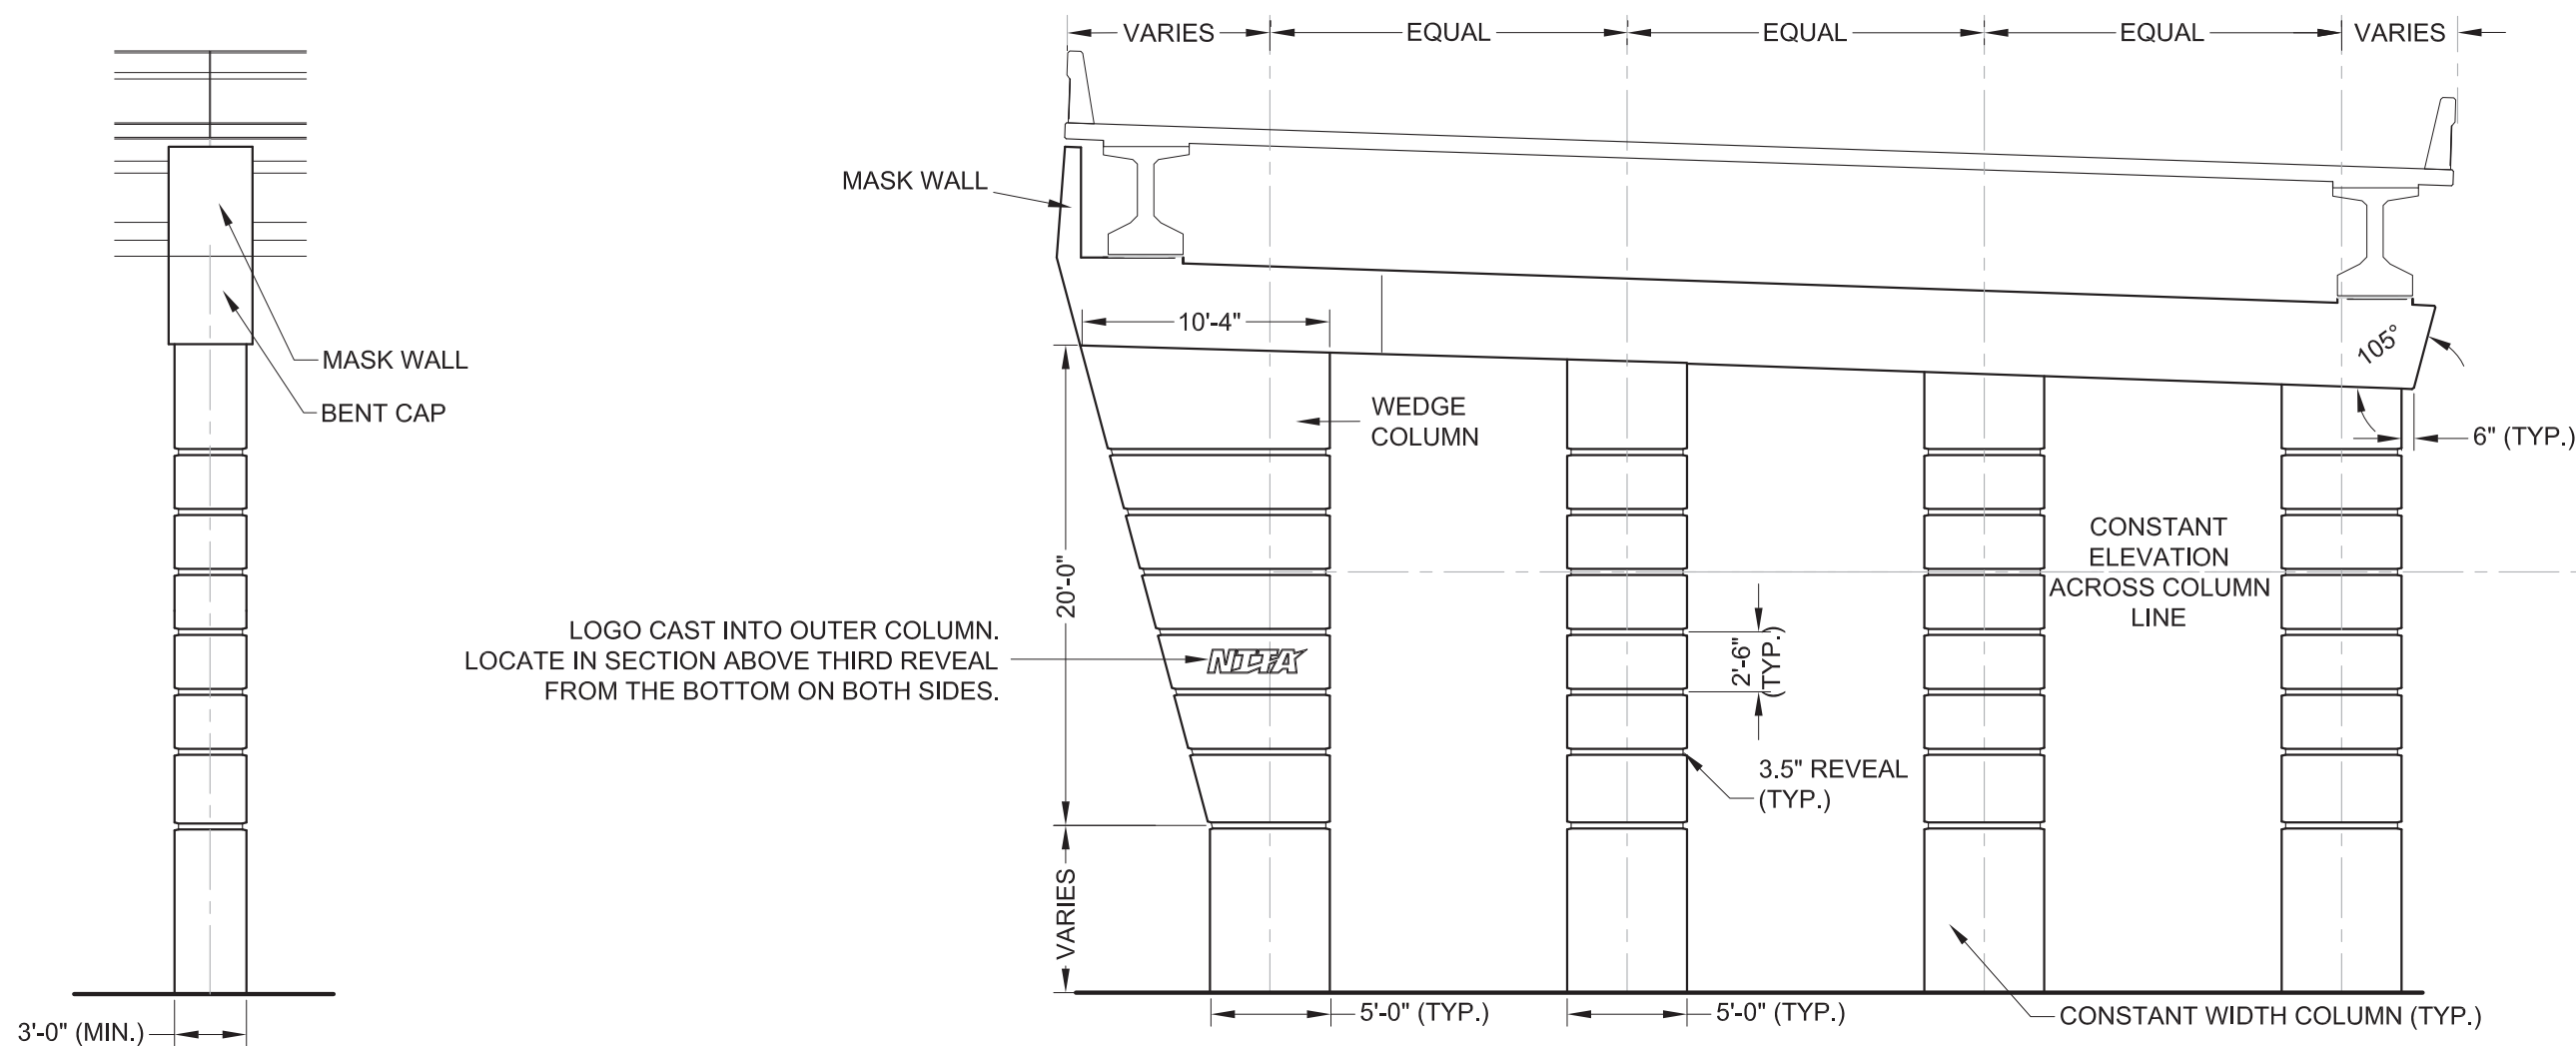 VARIES
EQUAL
EQUAL
EQUAL
VARIES
MASK WALL
10'-4"
105°
MASK WALL
BENT CAP
WEDGE
COLUMN
6" (TYP.)
20'-0"
CONSTANT
ELEVATION
ACROSS COLUMN
LINE
LOGO CAST INTO OUTER COLUMN.
LOCATE IN SECTION ABOVE THIRD REVEAL
FROM THE BOTTOM ON BOTH SIDES.
NTTA
2'-6"
(TYP.)
3.5" REVEAL
(TYP.)
VARIES
3'-0" (MIN.)
5'-0" (TYP.)
5'-0" (TYP.)
CONSTANT WIDTH COLUMN (TYP.)